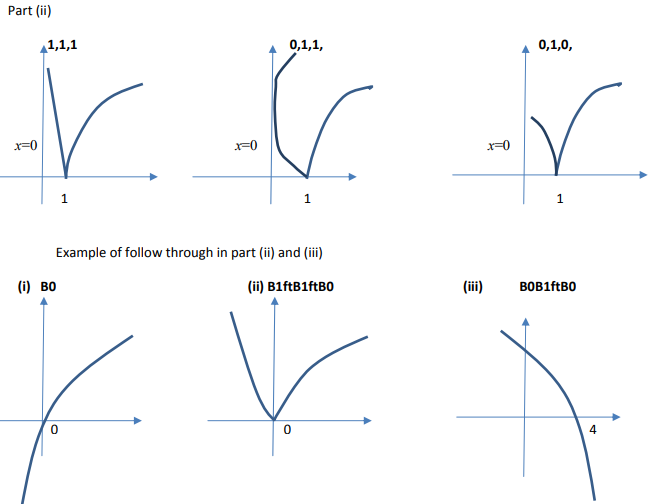 Part (ii)
1,1,1 0,1,1, 0,1,0,
x=0 x=0 x=0
1 1 1
Example of follow through in part (ii) and (iii)
(i) B0 (ii) B1ftB1ftB0 (iii) B0B1ftB0
0 0 4